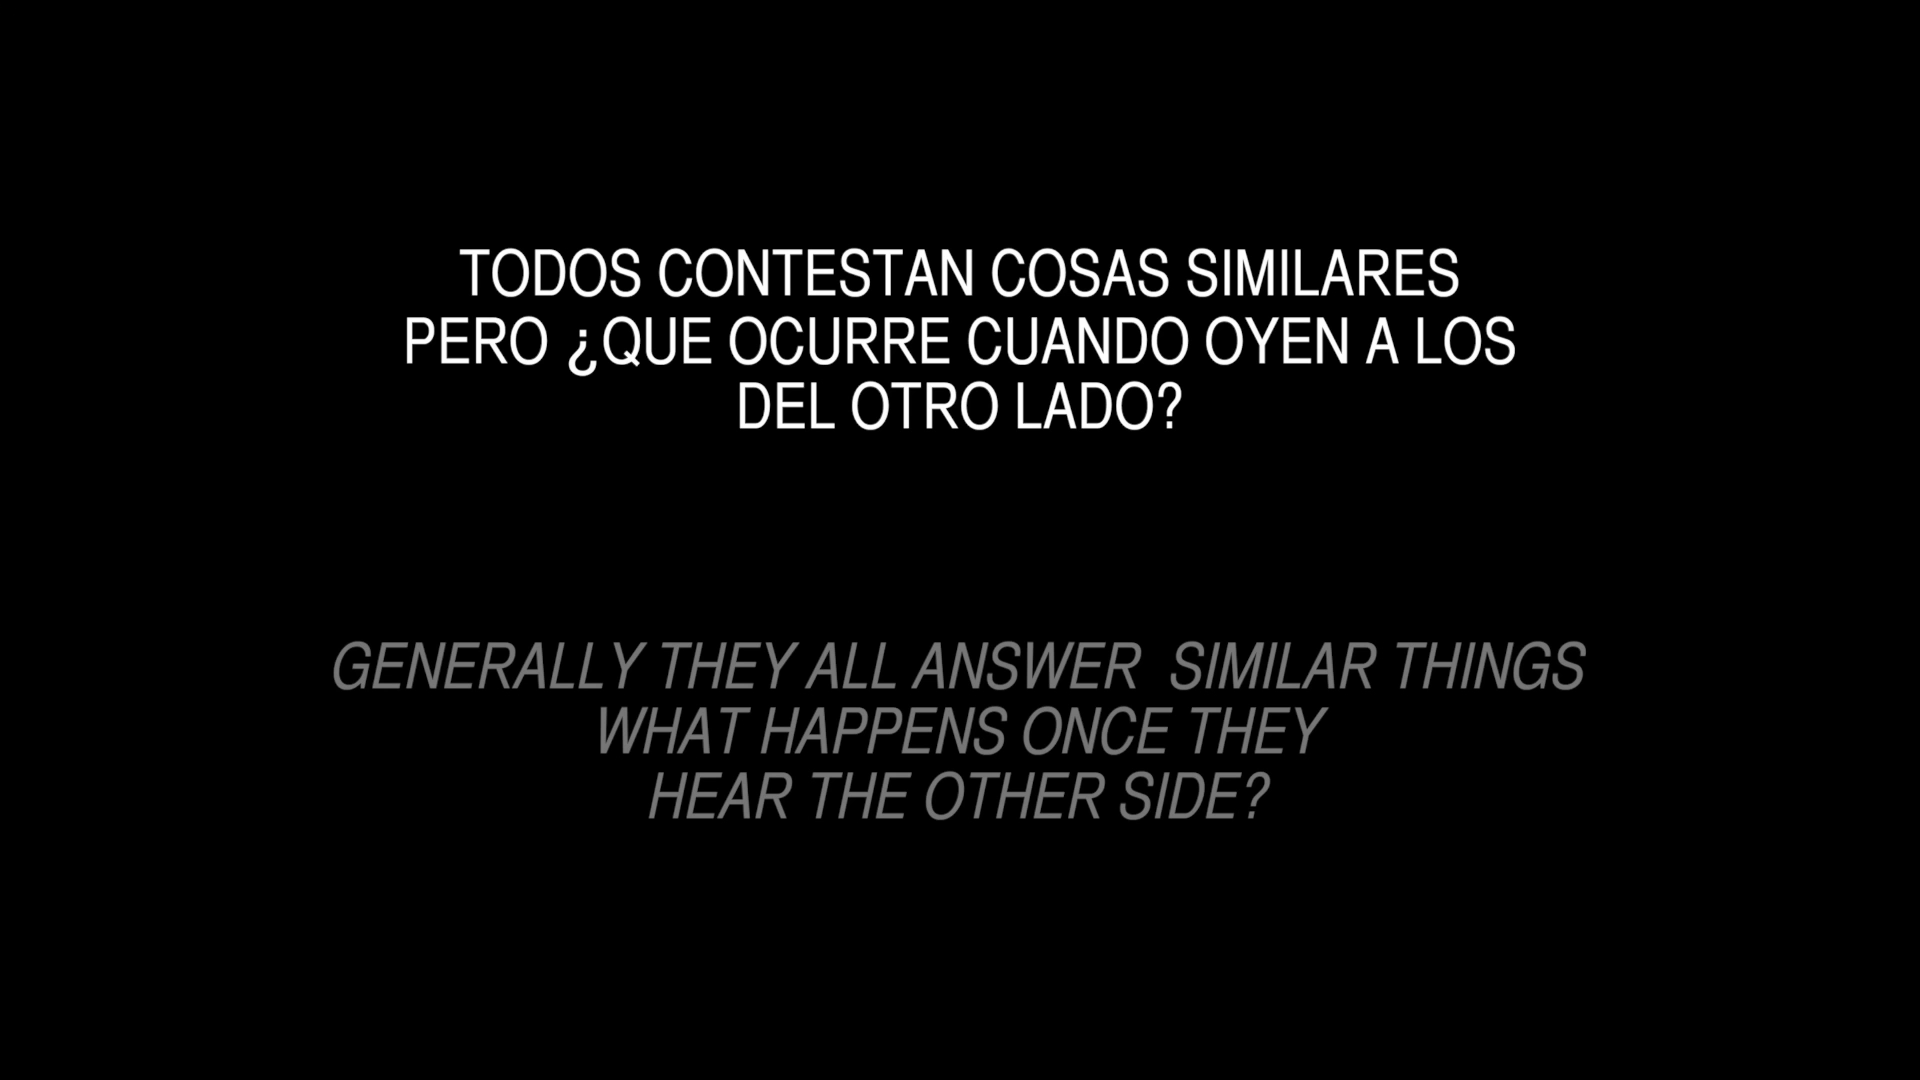 TODOS CONTESTAN COSAS SIMILARES
PERO ¿QUE OCURRE CUANDO OYEN A LOS
DEL OTRO LADO?
GENERALLY THEY ALL ANSWER  SIMILAR THINGS
WHAT HAPPENS ONCE THEY
HEAR THE OTHER SIDE?